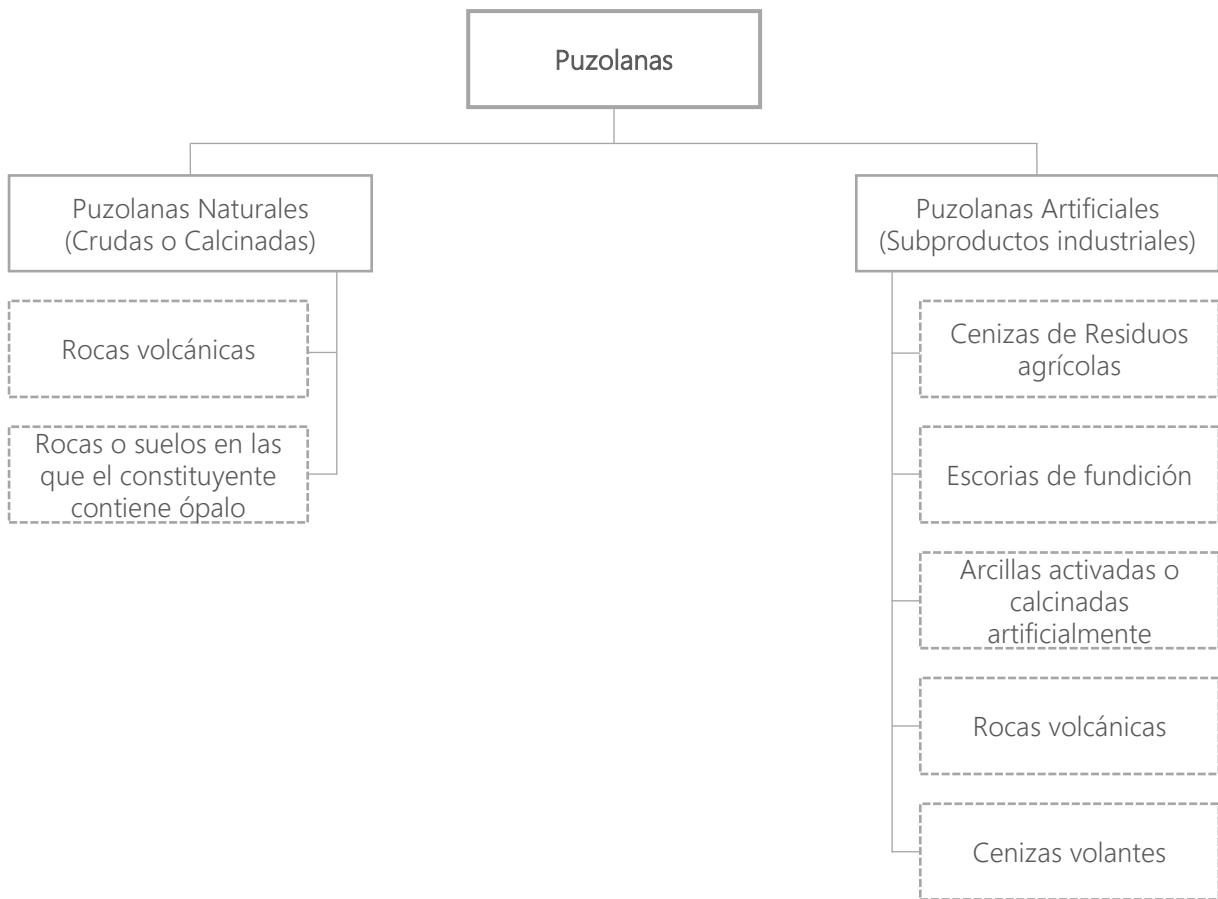 Puzolanas
Puzolanas Naturales
(Crudas o Calcinadas)
Rocas volcánicas
Rocas o suelos en las
que el constituyente
contiene ópalo
Puzolanas Artificiales
(Subproductos industriales)
Cenizas de Residuos
agrícolas
Escorias de fundición
Arcillas activadas o
calcinadas
artificialmente
Rocas volcánicas
Cenizas volantes